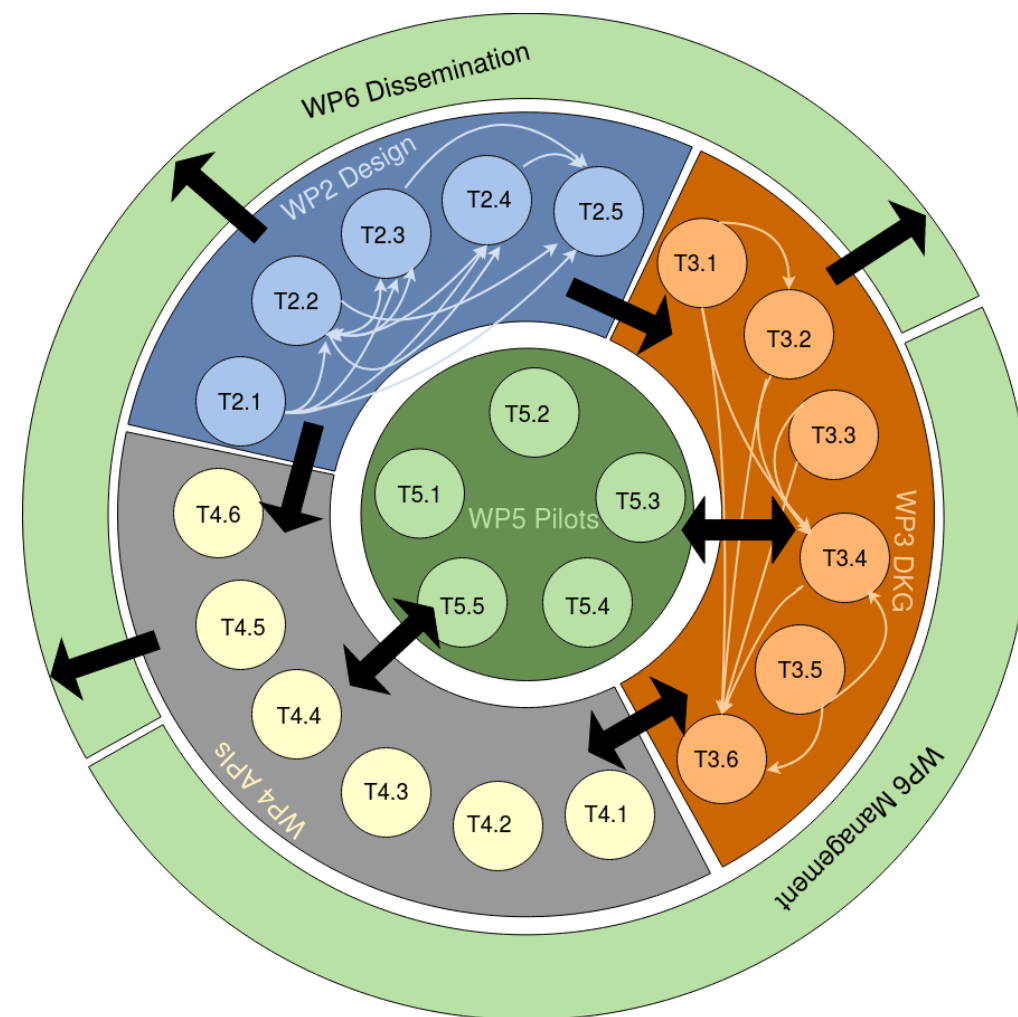 WP6 Dissemination
WP2 Design
T2.1
T2.2
T2.3
T2.4
T2.5
T3.1
T3.2
T3.3
T3.4
T3.5
T3.6
WP3 DKG
T5.2
T5.1
T5.3
WP5 Pilots
T5.5
T5.4
T4.6
T4.5
T4.4
T4.3
T4.2
T4.1
WP4 APIs
WP6 Management